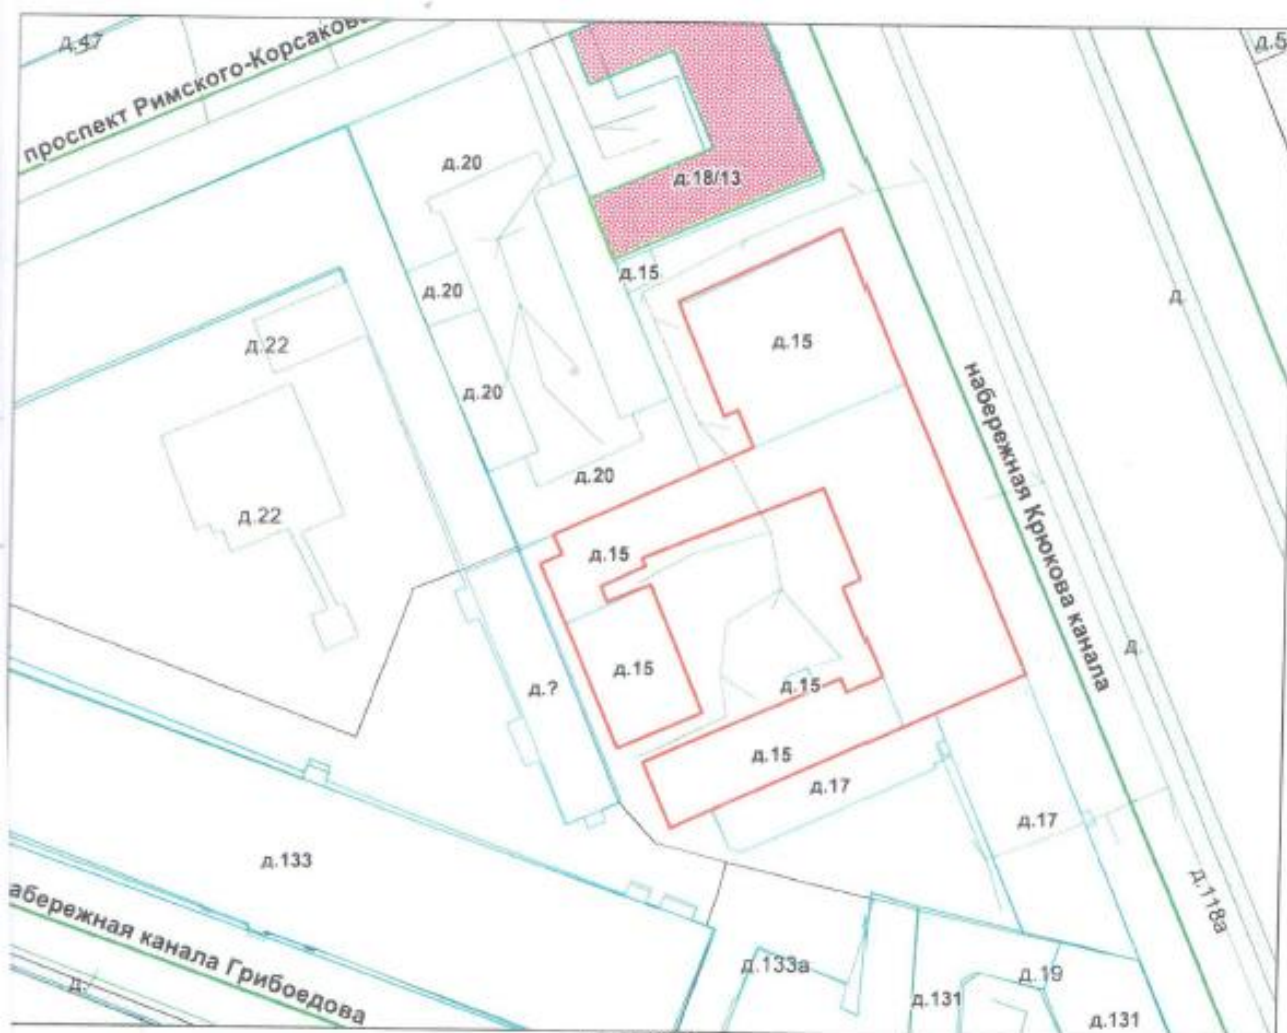 д.47
д.5
проспект Римского-Корсакова
д.20
д.18/13
д.15
д.20
д.22
д.15
д.
д.20
набережная Крюкова канала
д.20
д.22
д.15
д.
д.15
д.?
д.15
д.15
д.17
д.17
д.133
д.118а
абережная канала Грибоедова
д.133а
д.19
д.
д.131
д.131